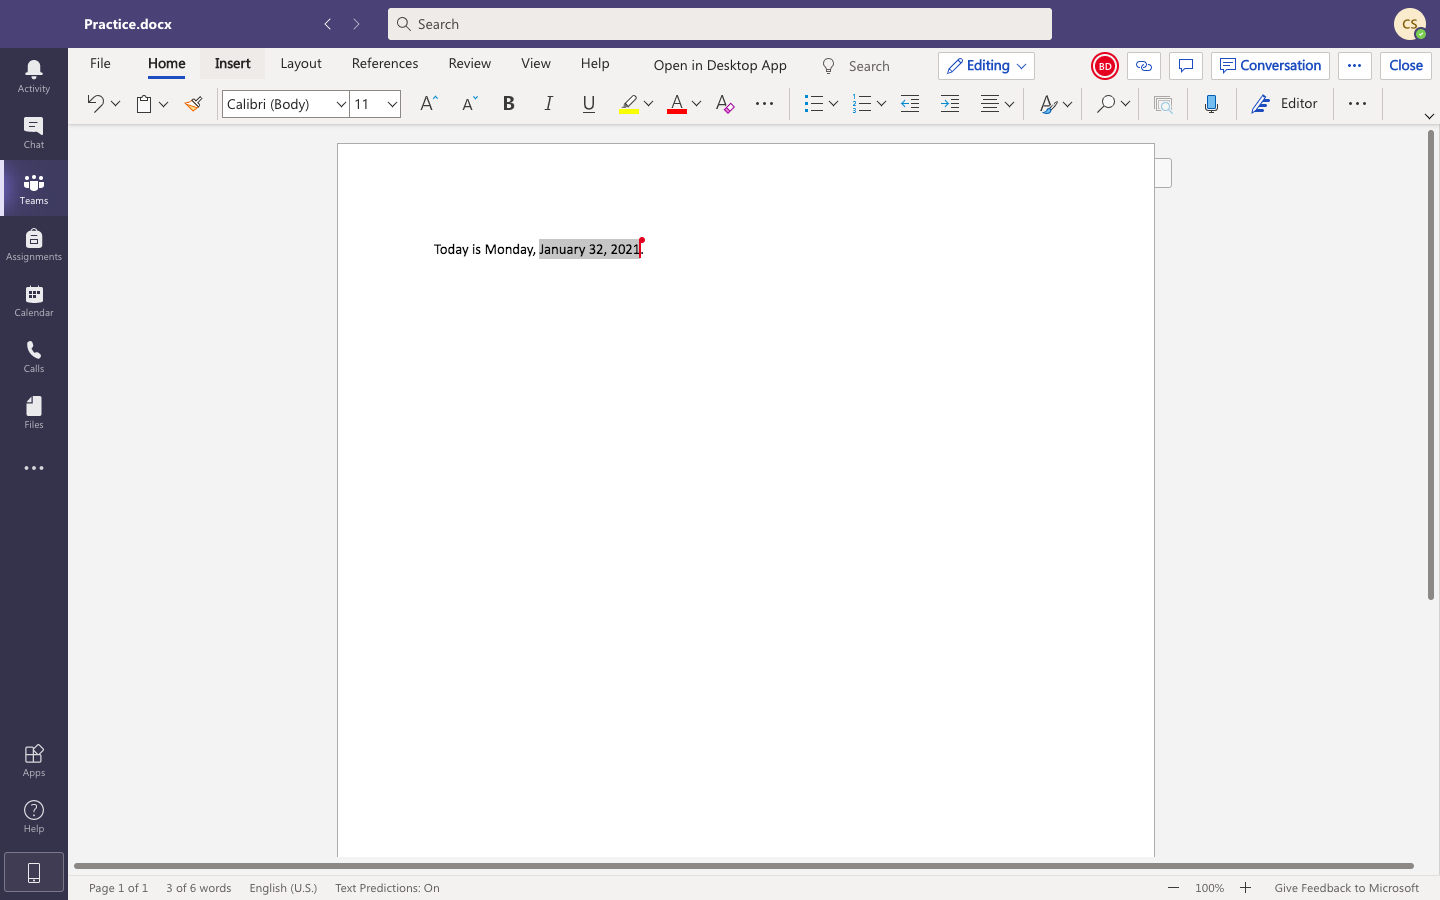 Practice.docx
Search
CS
Activity
Chat
Teams
Assignments
Calendar
Calls
Files
Apps
Help
File
Home
Insert
Layout
References
Review
View
Help
Open in Desktop App
Search
Editing
BD
Conversation
Close
Calibri (Body)
11
Editor
Today is Monday, January 32, 2021.
Page 1 of 1
3 of 6 words
English (U.S.)
Text Predictions: On
100%
Give Feedback to Microsoft